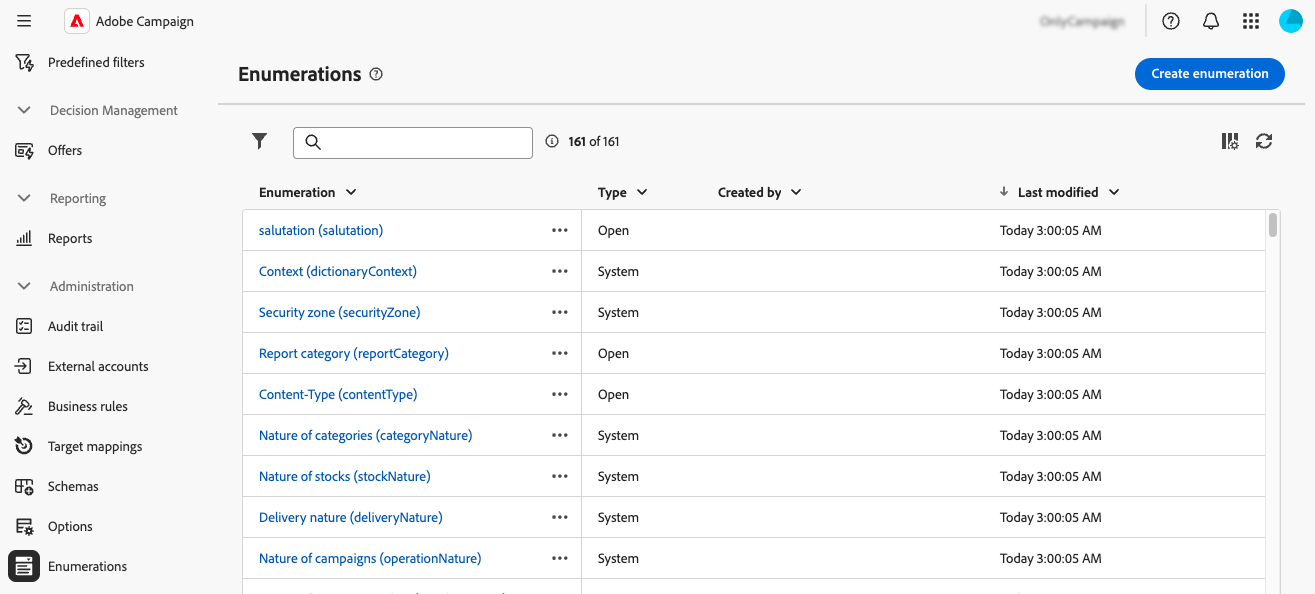 Adobe Campaign
Predefined filters
Decision Management
Offers
Reporting
Reports
Administration
Audit trail
External accounts
Business rules
Target mappings
Schemas
Options
Enumerations
Enumerations
Create enumeration
161 of 161
Enumeration Type Created by Last modified
salutation (salutation) Open Today 3:00:05 AM
Context (dictionaryContext) System Today 3:00:05 AM
Security zone (securityZone) System Today 3:00:05 AM
Report category (reportCategory) Open Today 3:00:05 AM
Content-Type (contentType) Open Today 3:00:05 AM
Nature of categories (categoryNature) System Today 3:00:05 AM
Nature of stocks (stockNature) System Today 3:00:05 AM
Delivery nature (deliveryNature) System Today 3:00:05 AM
Nature of campaigns (operationNature) System Today 3:00:05 AM